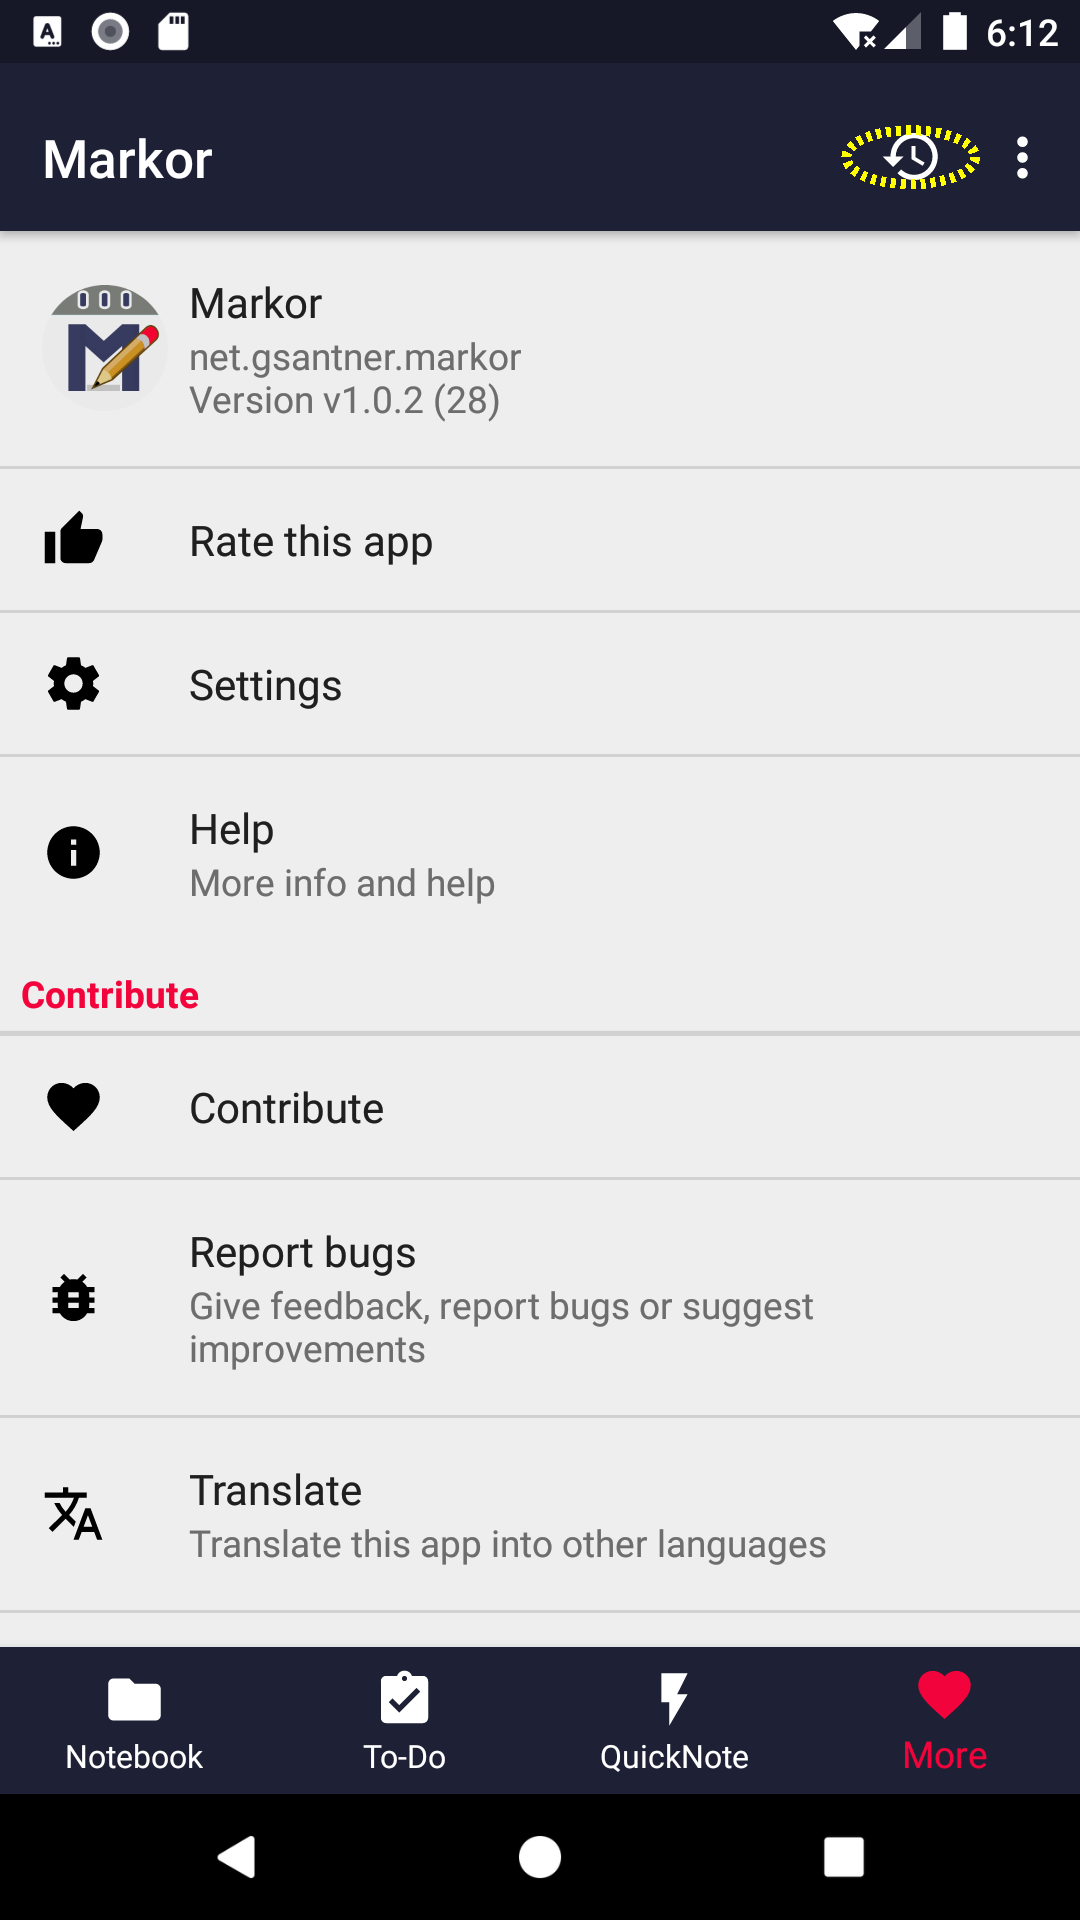 6:12
Markor
Markor
net.gsantner.markor
Version v1.0.2 (28)
Rate this app
Settings
Help
More info and help
Contribute
Contribute
Report bugs
Give feedback, report bugs or suggest
improvements
Translate
Translate this app into other languages
Notebook
To-Do
QuickNote
More